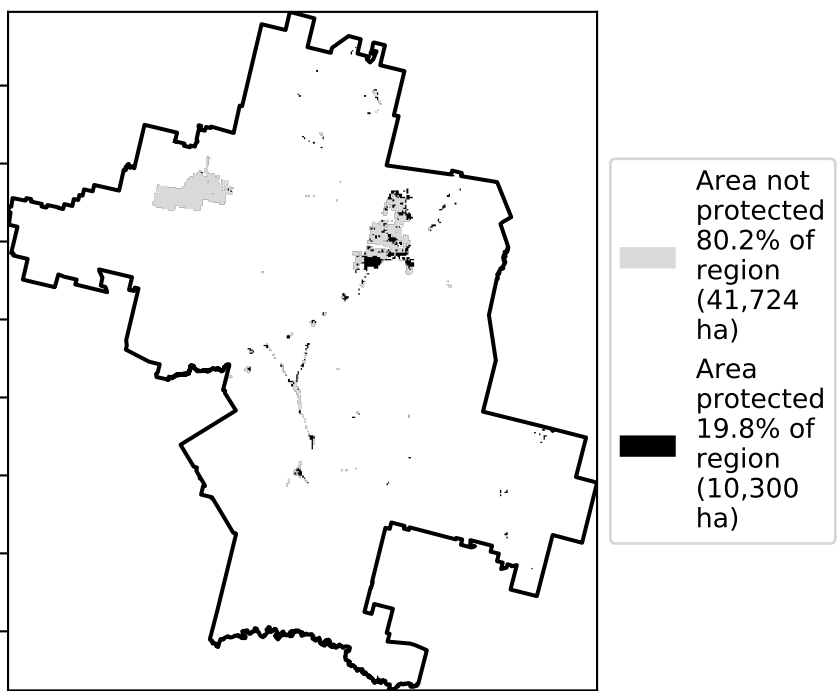 Area not
protected
80.2% of
region
(41,724
ha)
Area
protected
19.8% of
region
(10,300
ha)